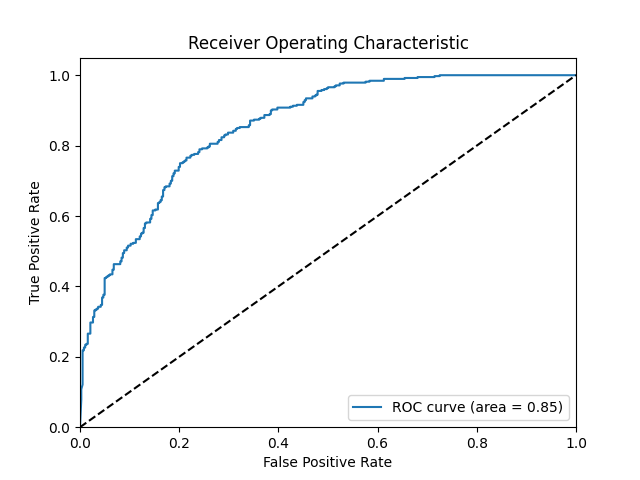 Receiver Operating Characteristic
True Positive Rate
1.0
0.8
0.6
0.4
0.2
0.0
0.0 0.2 0.4 0.6 0.8 1.0
False Positive Rate
ROC curve (area = 0.85)